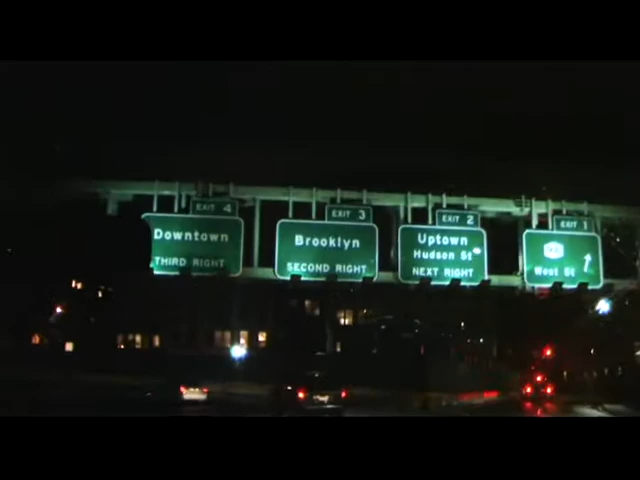 EXIT 4
Downtown
THIRD RIGHT
EXIT 3
Brooklyn
SECOND RIGHT
EXIT 2
Uptown
Hudson St
NEXT RIGHT
EXIT 1
West St